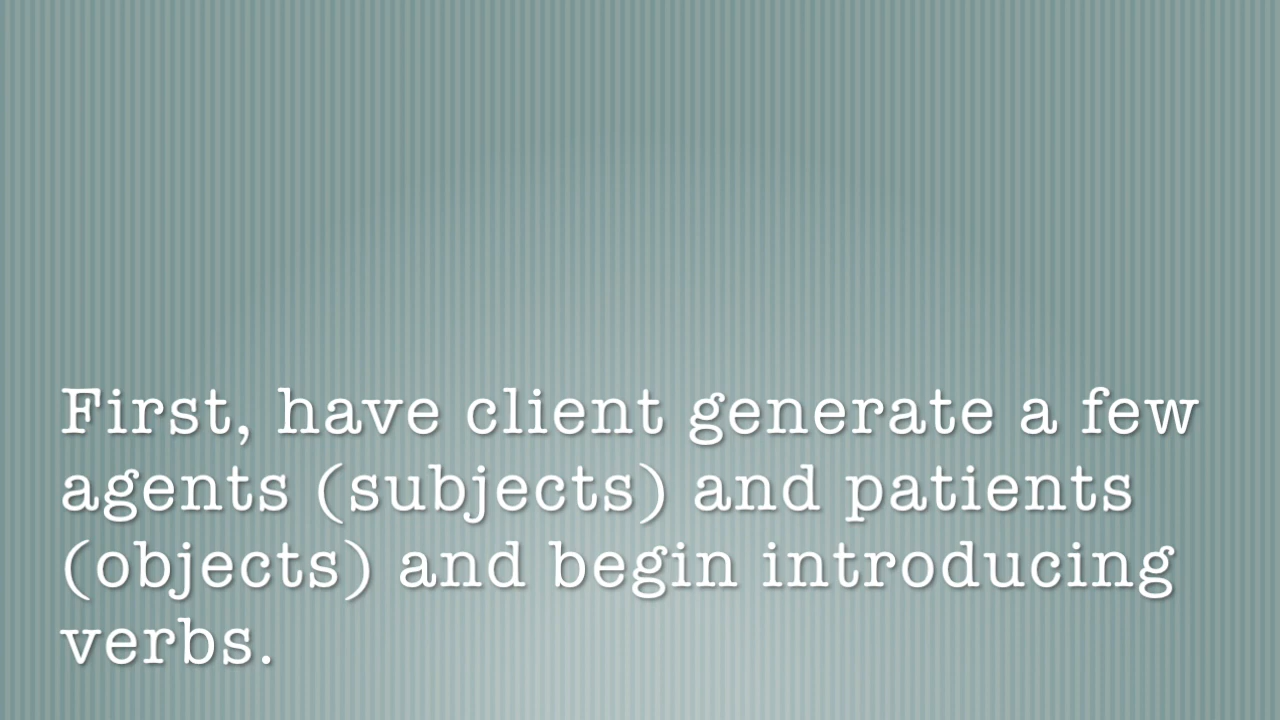 First, have client generate a few
agents (subjects) and patients
(objects) and begin introducing
verbs.